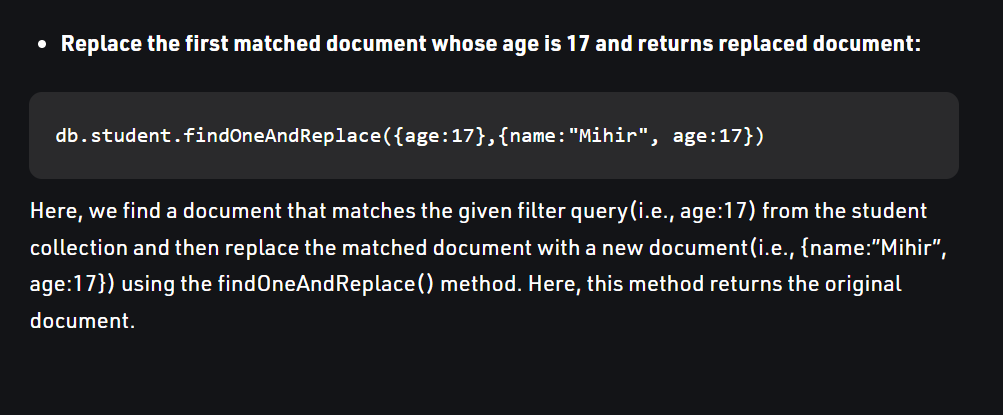 • Replace the first matched document whose age is 17 and returns replaced document:
db.student.findOneAndReplace({age:17},{name:"Mihir", age:17})
Here, we find a document that matches the given filter query(i.e., age:17) from the student
collection and then replace the matched document with a new document(i.e., {name:”Mihir”,
age:17}) using the findOneAndReplace() method. Here, this method returns the original
document.